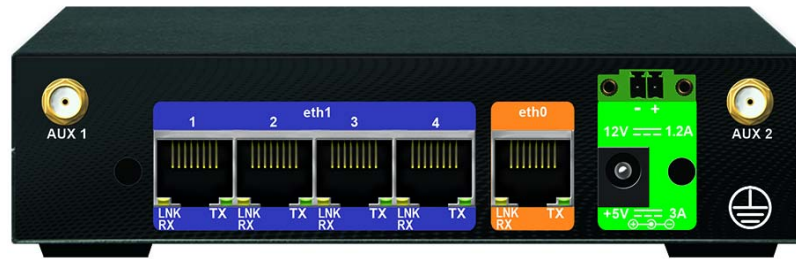 AUX 1
eth1
1 2 3 4
LNK TX LNK TX LNK TX LNK TX
RX RX RX RX
eth0
LNK TX
RX
- +
12V 1.2A
+5V 3A
AUX 2